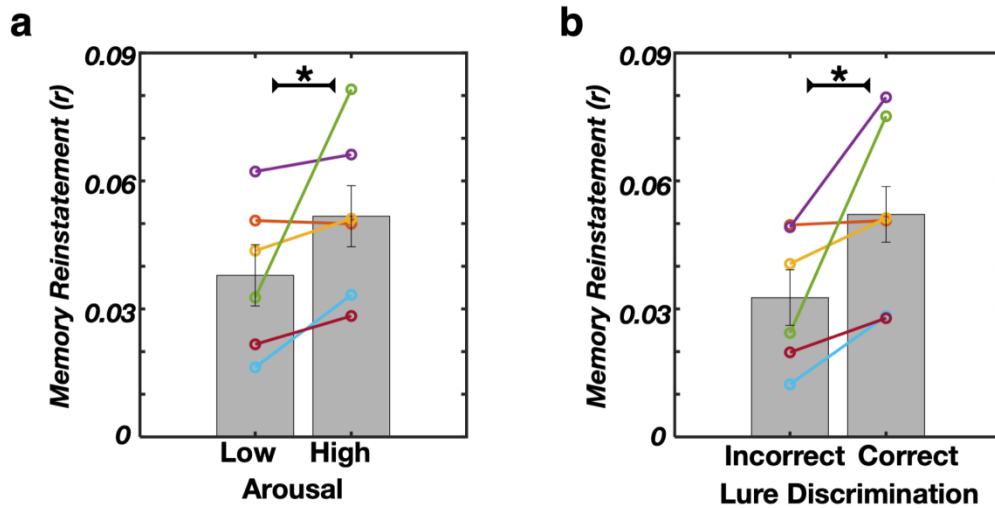 a
Memory Reinstatement (r)
0.09
0.06
0.03
0
*
Low High
Arousal
b
Memory Reinstatement (r)
0.09
0.06
0.03
0
*
Incorrect Correct
Lure Discrimination